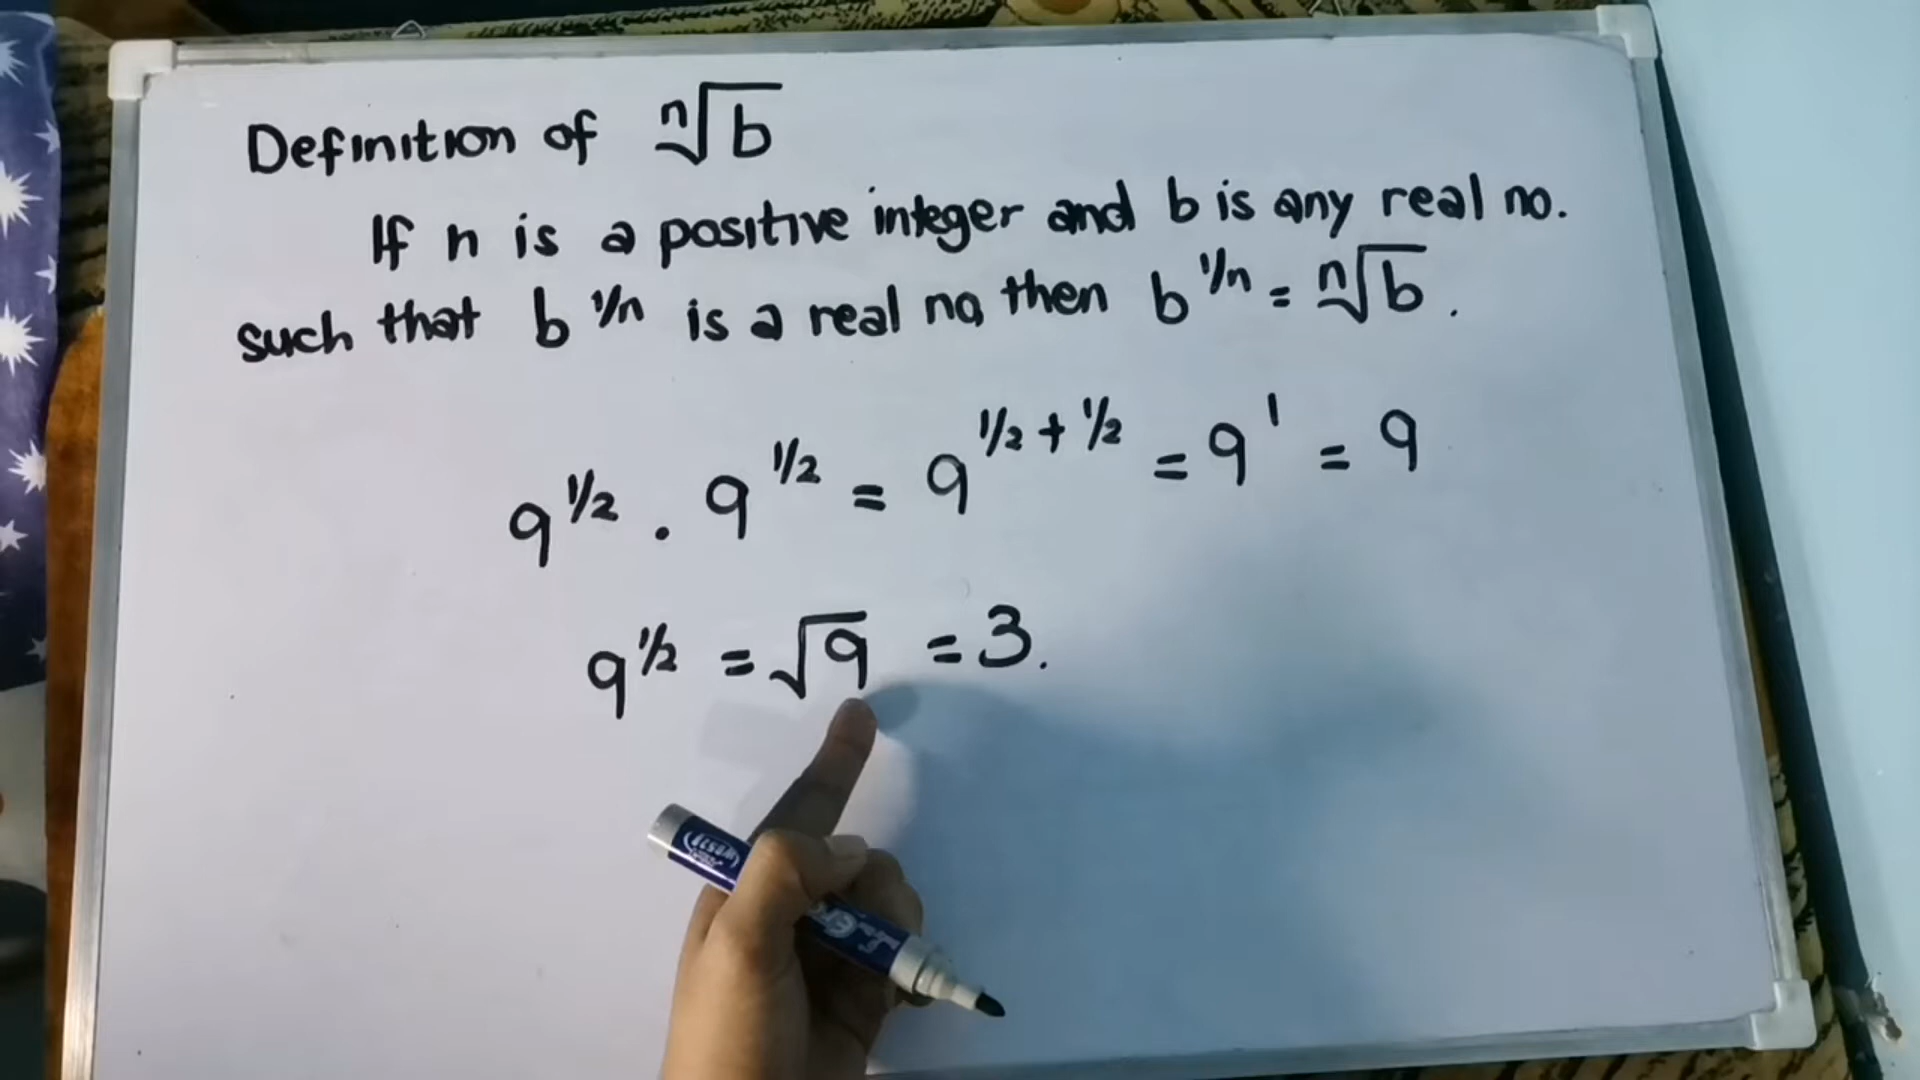 Definition of ⁿ√b
If n is a positive integer and b is any real no.
such that b^1/n is a real no, then b^1/n = ⁿ√b.
9^1/2 . 9^1/2 = 9^1/2 + 1/2 = 9^1 = 9
9^1/2 = √9 = 3.